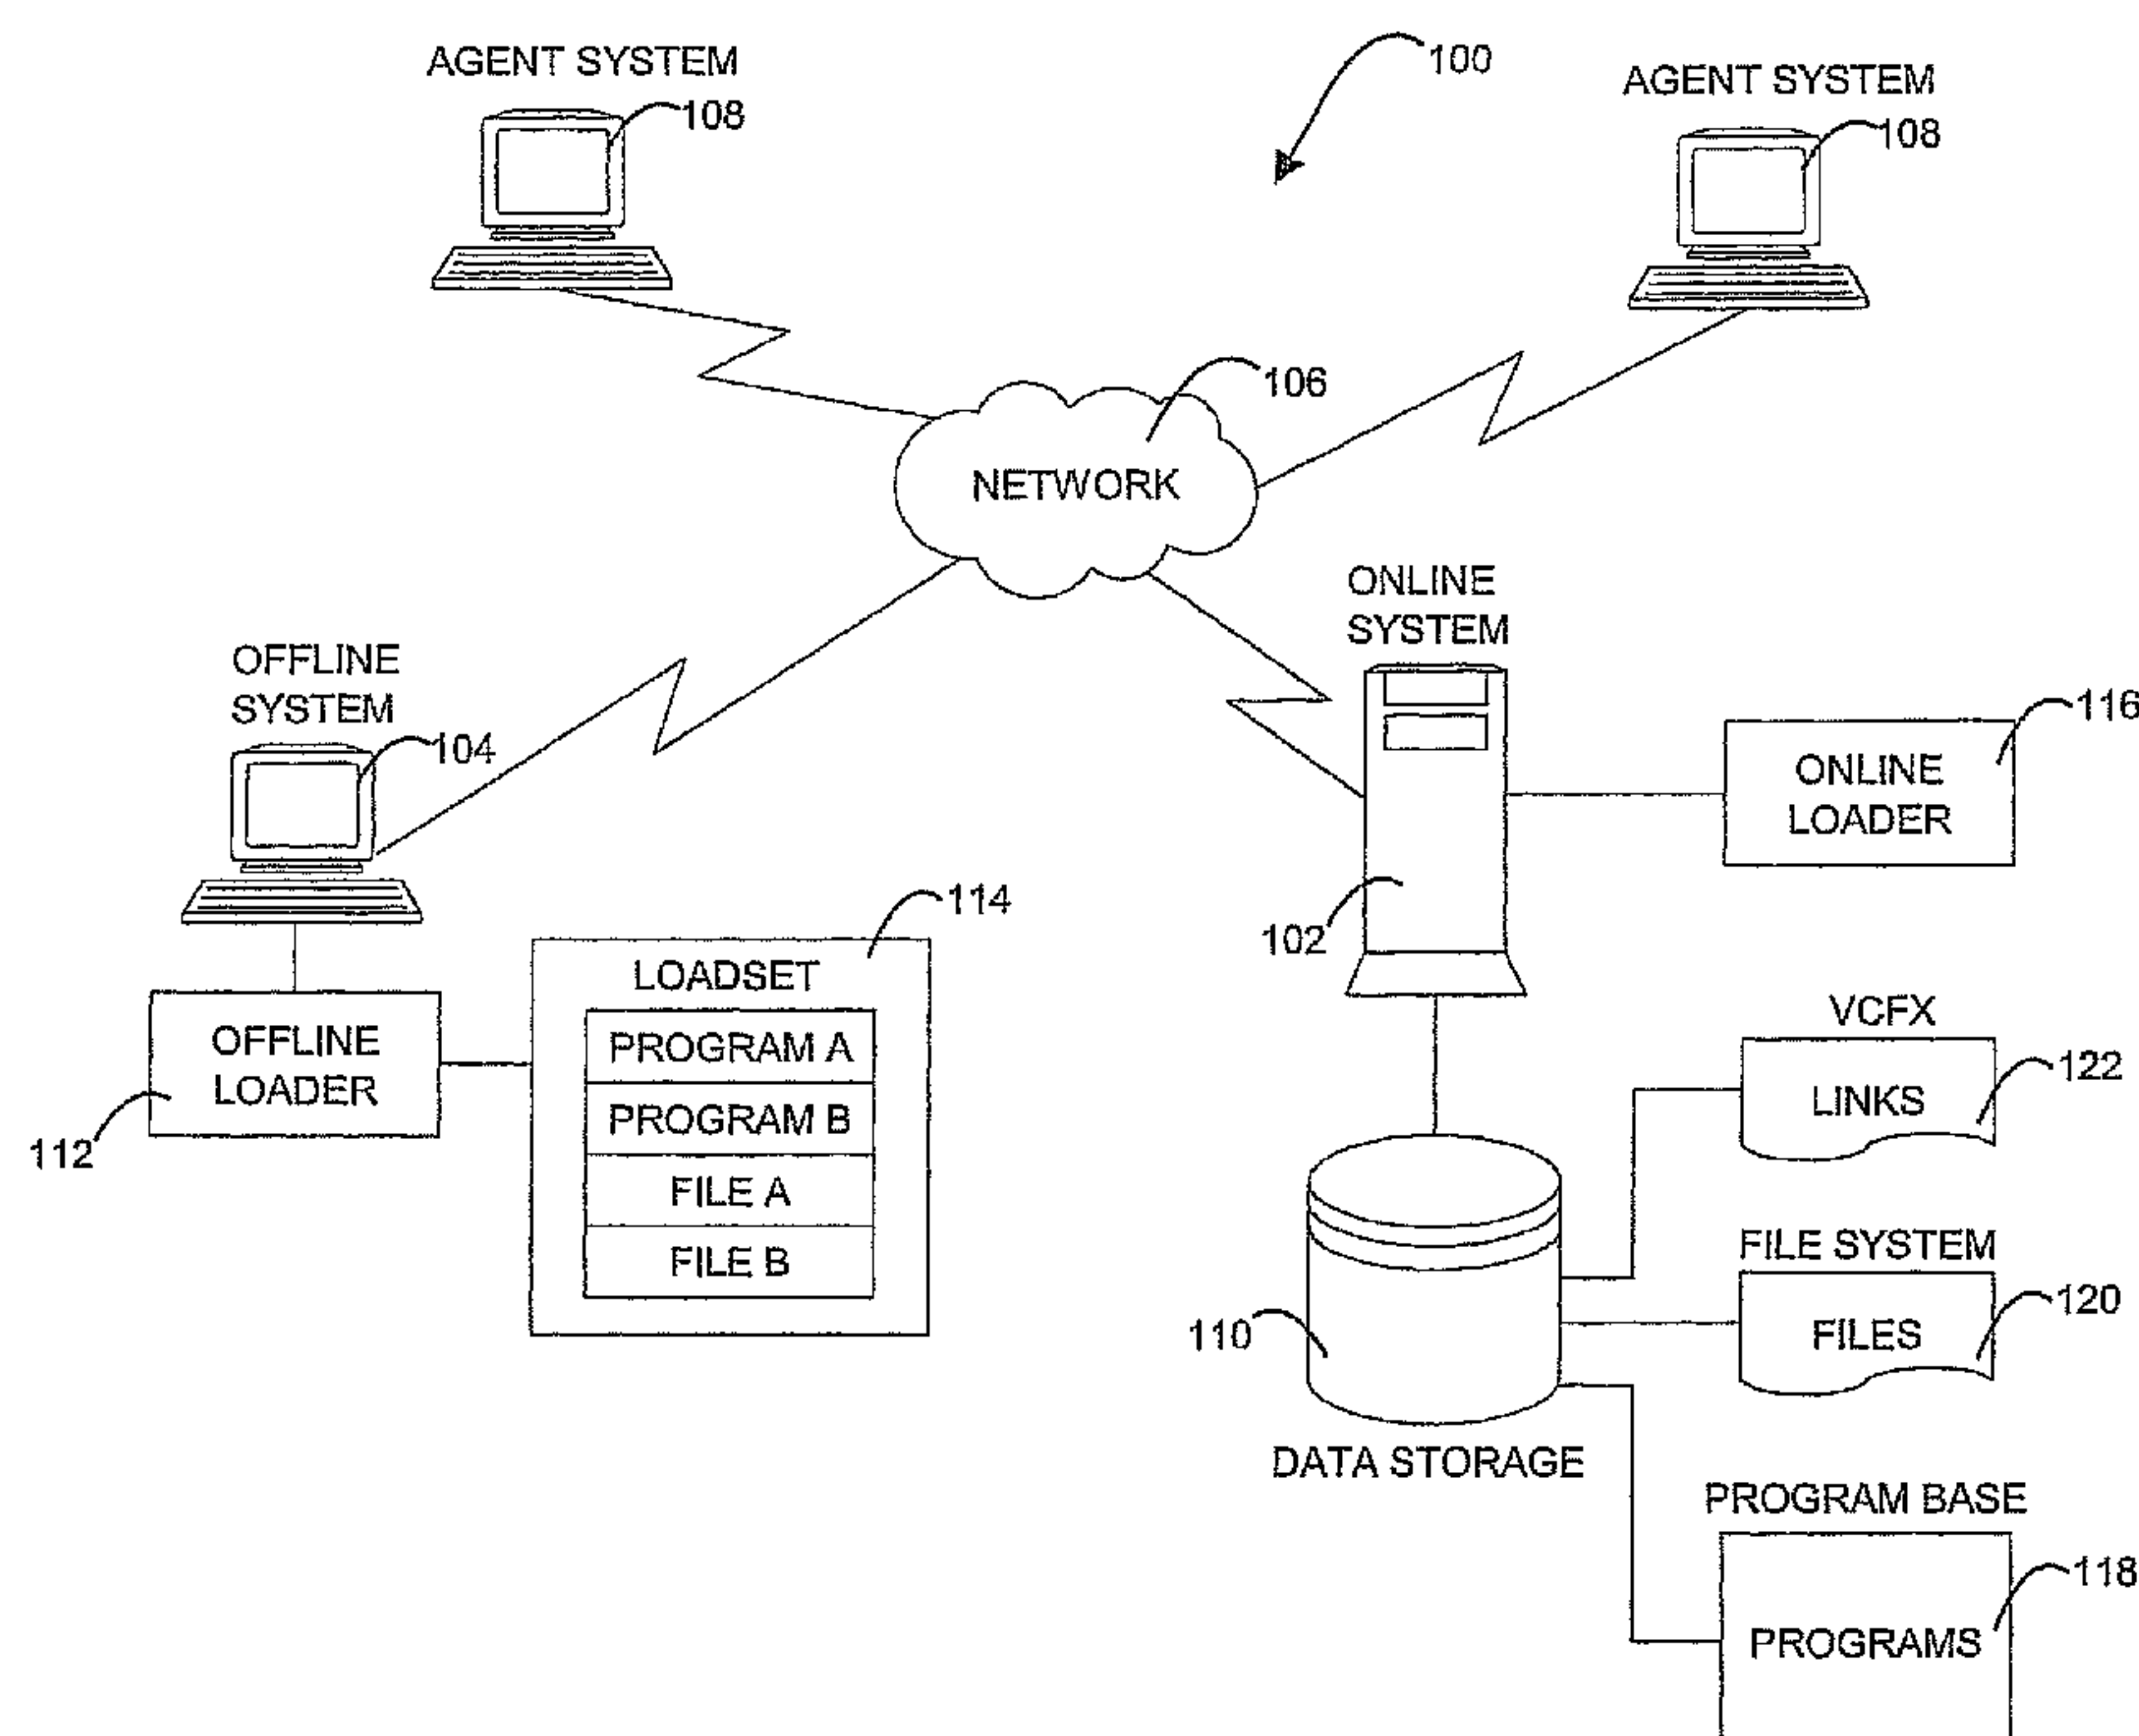 AGENT SYSTEM
108
100
AGENT SYSTEM
108
106
NETWORK
ONLINE
SYSTEM
OFFLINE
SYSTEM
104
116
ONLINE
LOADER
102
114
LOADSET
PROGRAM A
PROGRAM B
FILE A
FILE B
OFFLINE
LOADER
112
VCFX
122
LINKS
FILE SYSTEM
120
FILES
110
DATA STORAGE
PROGRAM BASE
118
PROGRAMS